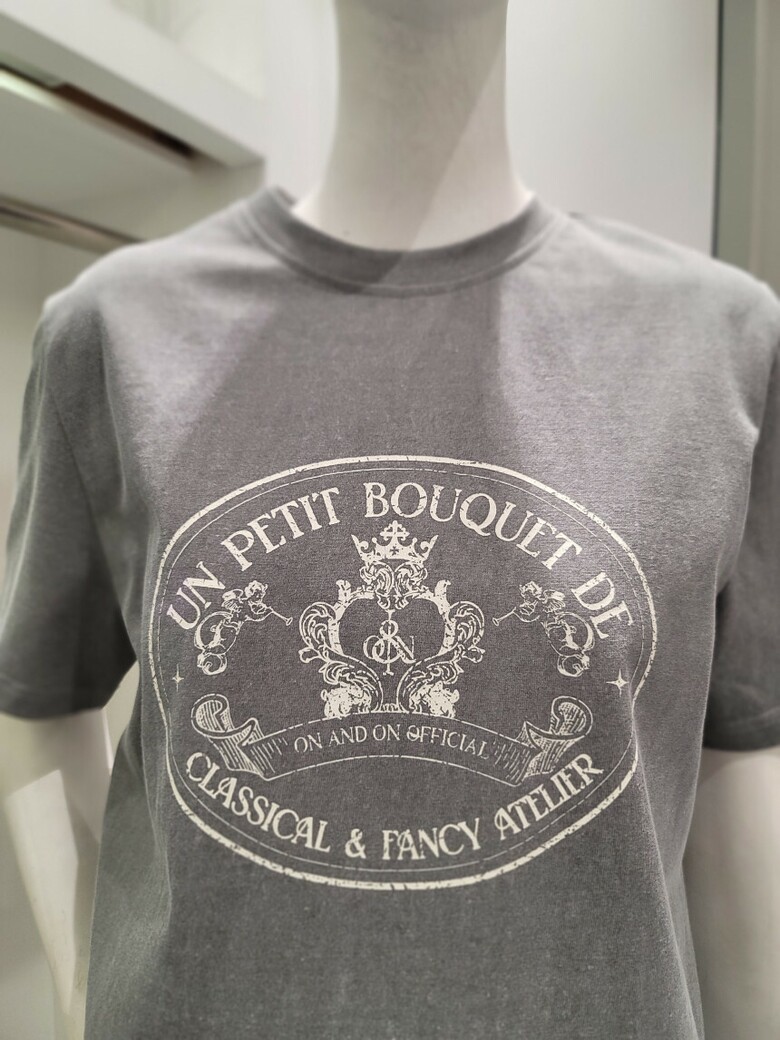 UN PETIT BOUQUET DE
ON AND ON OFFICIAL
CLASSICAL & FANCY ATELIER